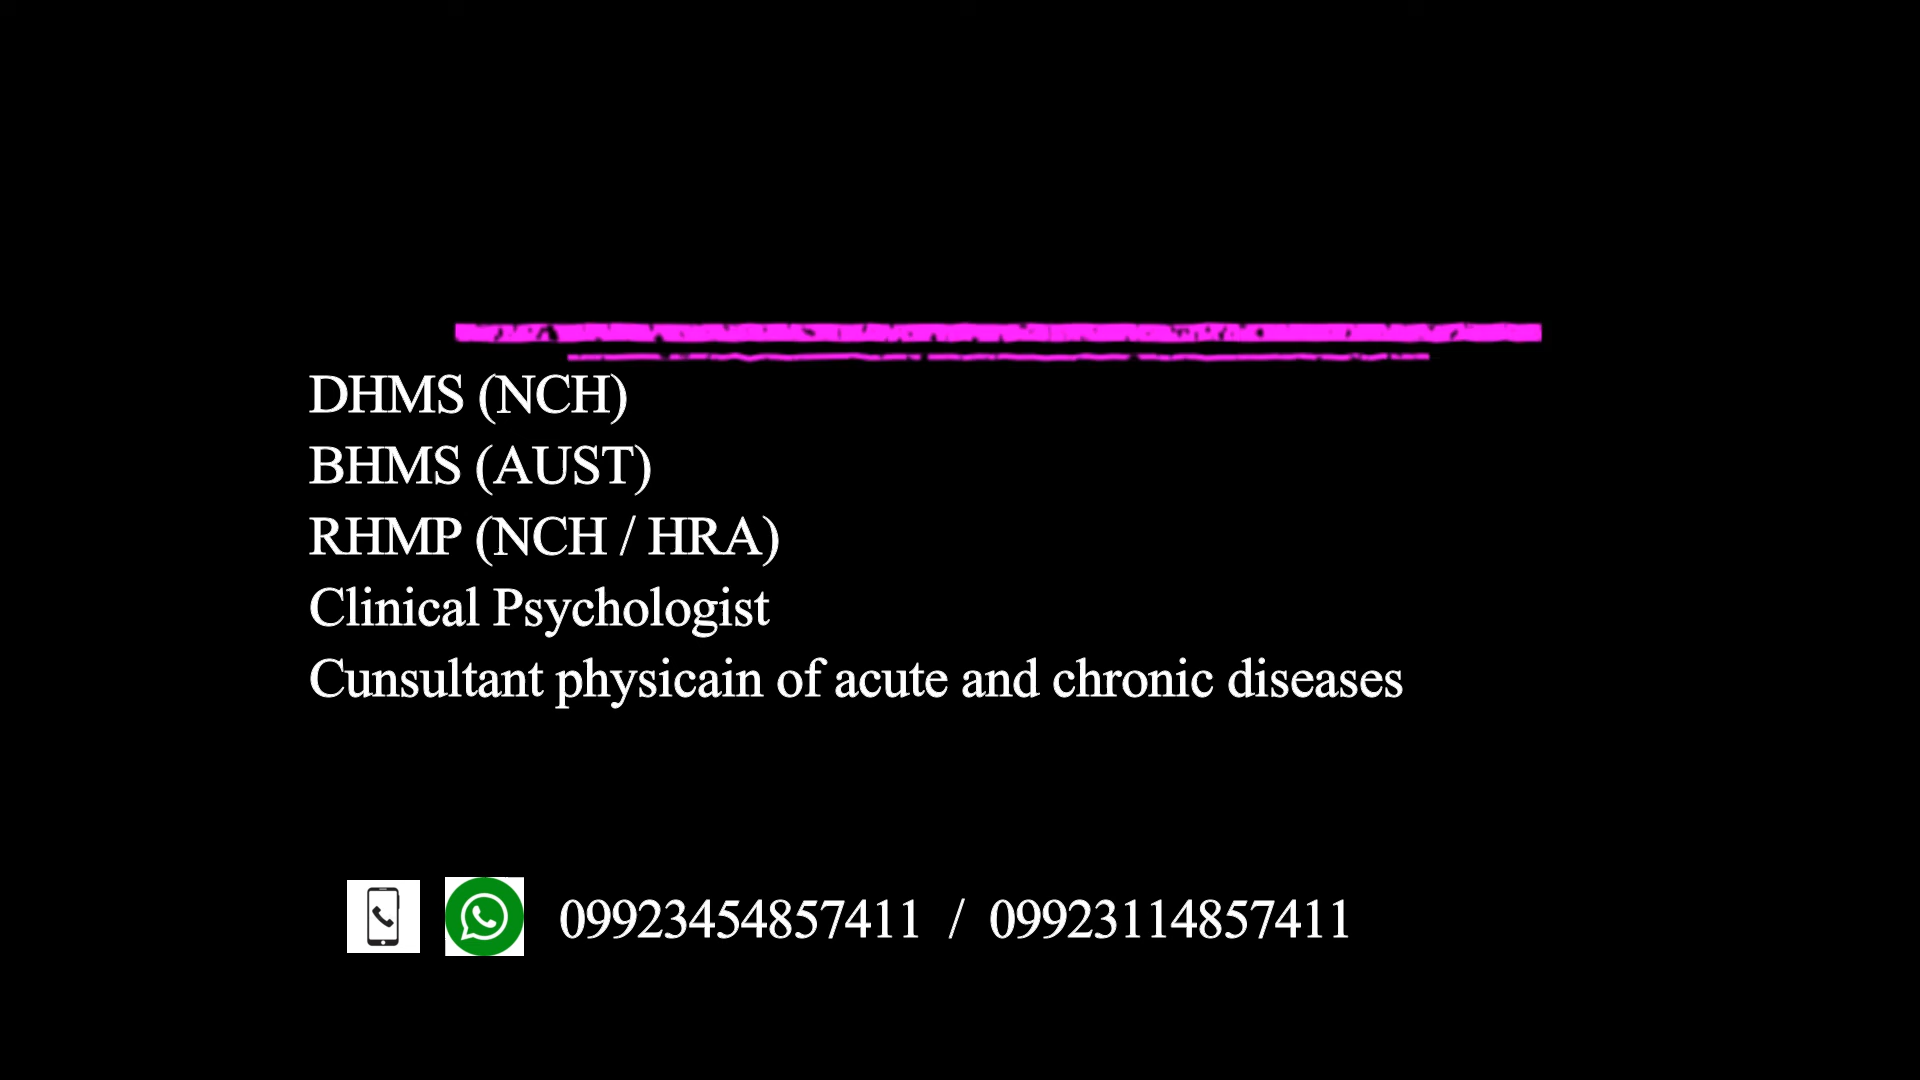 DHMS (NCH)
BHMS (AUST)
RHMP (NCH / HRA)
Clinical Psychologist
Cunsultant physicain of acute and chronic diseases
09923454857411 / 09923114857411